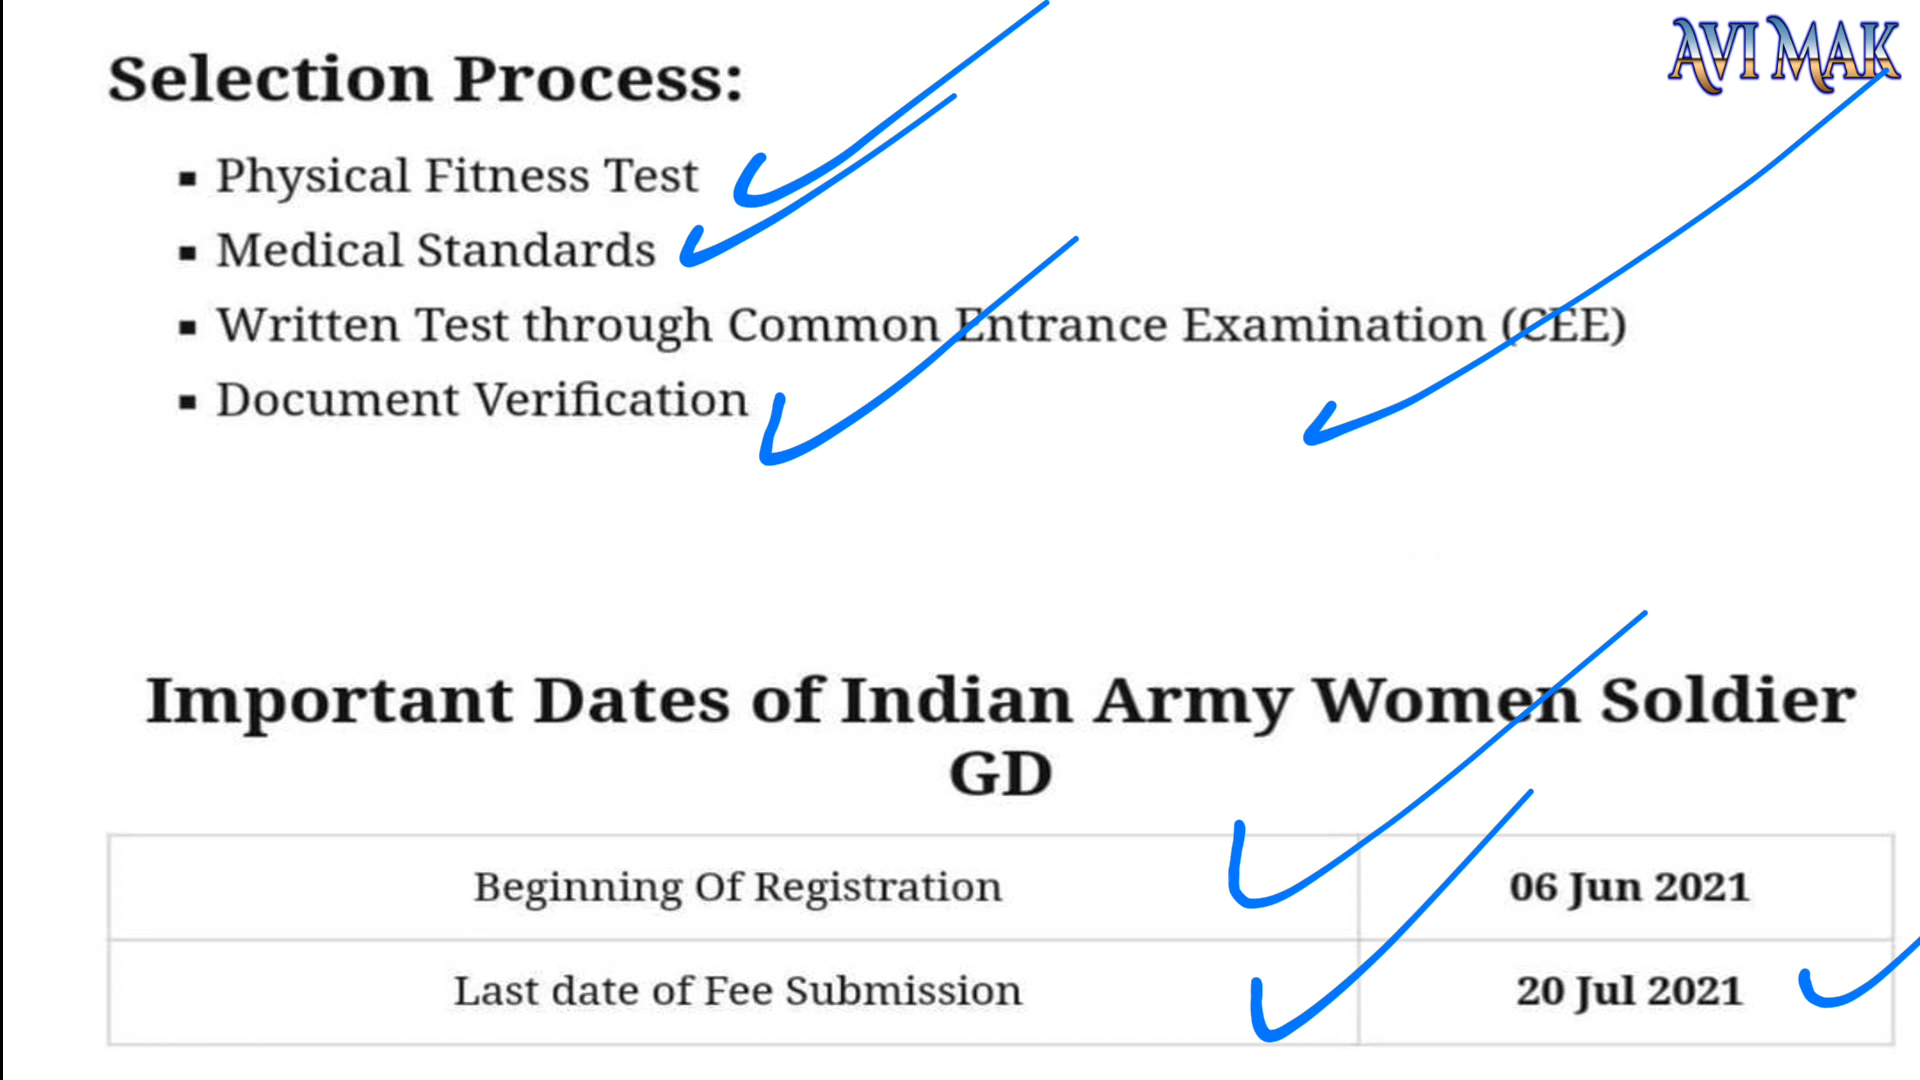 AVI MAK
Selection Process:
▪ Physical Fitness Test
▪ Medical Standards
▪ Written Test through Common Entrance Examination (CEE)
▪ Document Verification
Important Dates of Indian Army Women Soldier
GD
Beginning Of Registration 06 Jun 2021
Last date of Fee Submission 20 Jul 2021